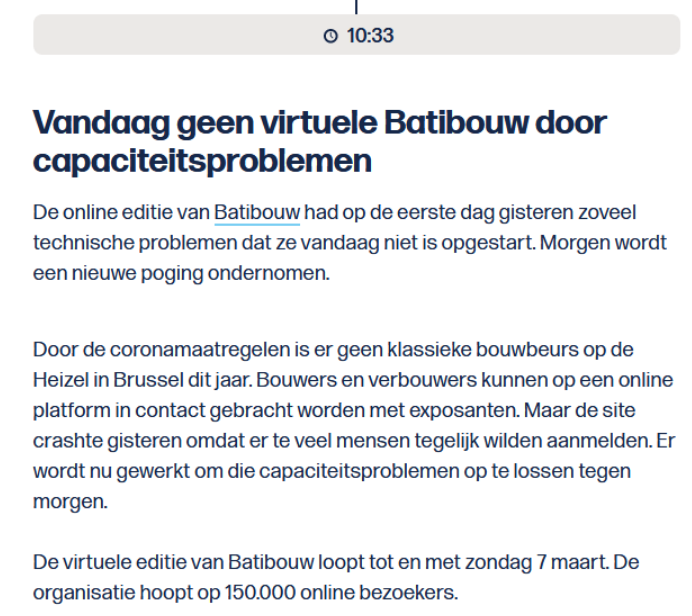 10:33
Vandaag geen virtuele Batibouw door
capaciteitsproblemen
De online editie van Batibouw had op de eerste dag gisteren zoveel
technische problemen dat ze vandaag niet is opgestart. Morgen wordt
een nieuwe poging ondernomen.
Door de coronamaatregelen is er geen klassieke bouwbeurs op de
Heizel in Brussel dit jaar. Bouwers en verbouwers kunnen op een online
platform in contact gebracht worden met exposanten. Maar de site
crashte gisteren omdat er te veel mensen tegelijk wilden aanmelden. Er
wordt nu gewerkt om die capaciteitsproblemen op te lossen tegen
morgen.
De virtuele editie van Batibouw loopt tot en met zondag 7 maart. De
organisatie hoopt op 150.000 online bezoekers.